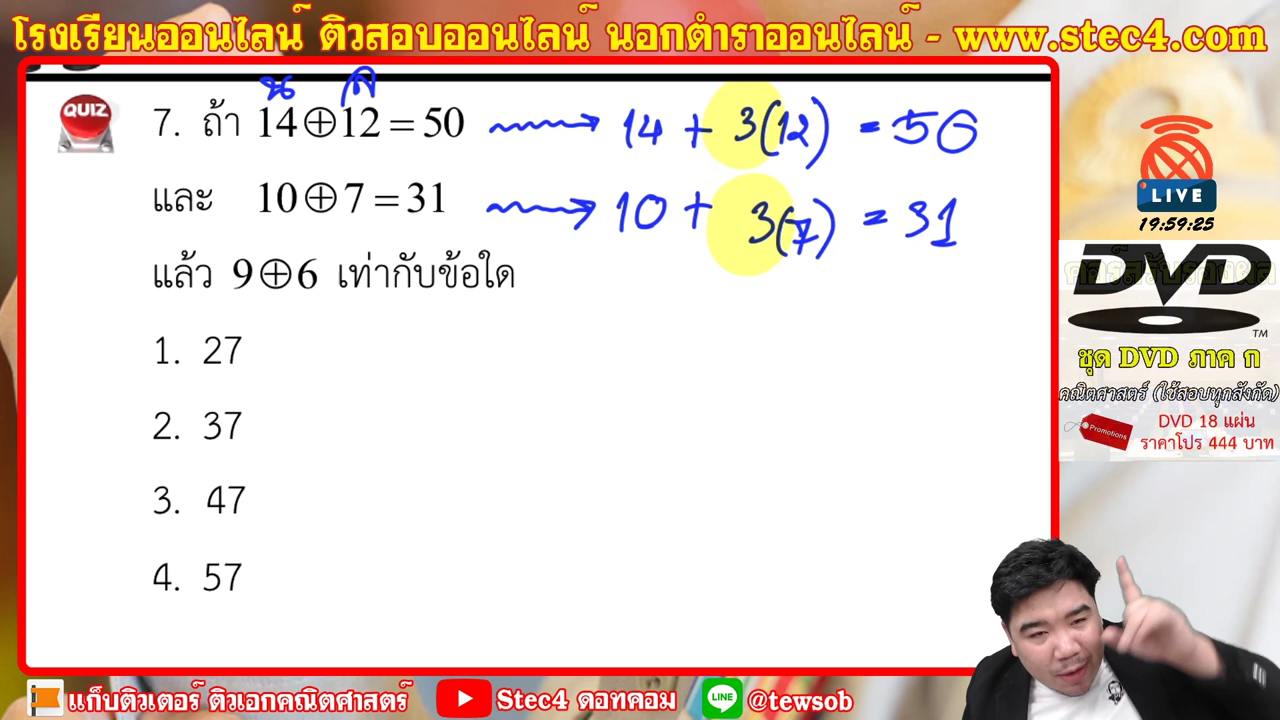 โรงเรียนออนไลน์ ติวสอบออนไลน์ นอกตำราออนไลน์ - www.stec4.com
น ล
QUIZ
7. ถ้า 14⊕12 = 50 → 14 + 3(12) = 50
และ 10⊕7 = 31 → 10 + 3(7) = 31
แล้ว 9⊕6 เท่ากับข้อใด
1. 27
2. 37
3. 47
4. 57
LIVE
19:59:25
DVD
TM
ชุด DVD ภาค ก
คณิตศาสตร์ (ใช้สอบทุกสังกัด)
Promotions
DVD 18 แผ่น
ราคาโปร 444 บาท
แก๊บติวเตอร์ ติวเอกคณิตศาสตร์ Stec4 ดอทคอม LINE @tewsob